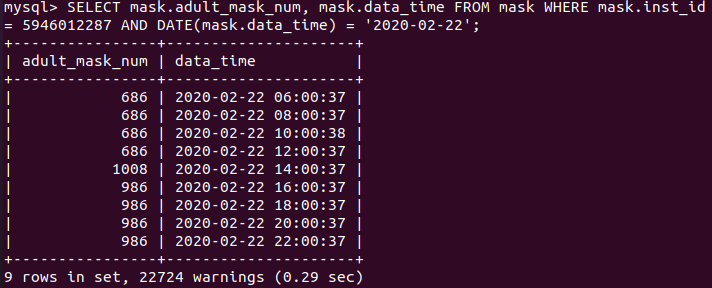 mysql> SELECT mask.adult_mask_num, mask.data_time FROM mask WHERE mask.inst_id
= 5946012287 AND DATE(mask.data_time) = '2020-02-22';
+----------------+---------------------+
| adult_mask_num | data_time           |
+----------------+---------------------+
|            686 | 2020-02-22 06:00:37 |
|            686 | 2020-02-22 08:00:37 |
|            686 | 2020-02-22 10:00:38 |
|            686 | 2020-02-22 12:00:37 |
|           1008 | 2020-02-22 14:00:37 |
|            986 | 2020-02-22 16:00:37 |
|            986 | 2020-02-22 18:00:37 |
|            986 | 2020-02-22 20:00:37 |
|            986 | 2020-02-22 22:00:37 |
+----------------+---------------------+
9 rows in set, 22724 warnings (0.29 sec)